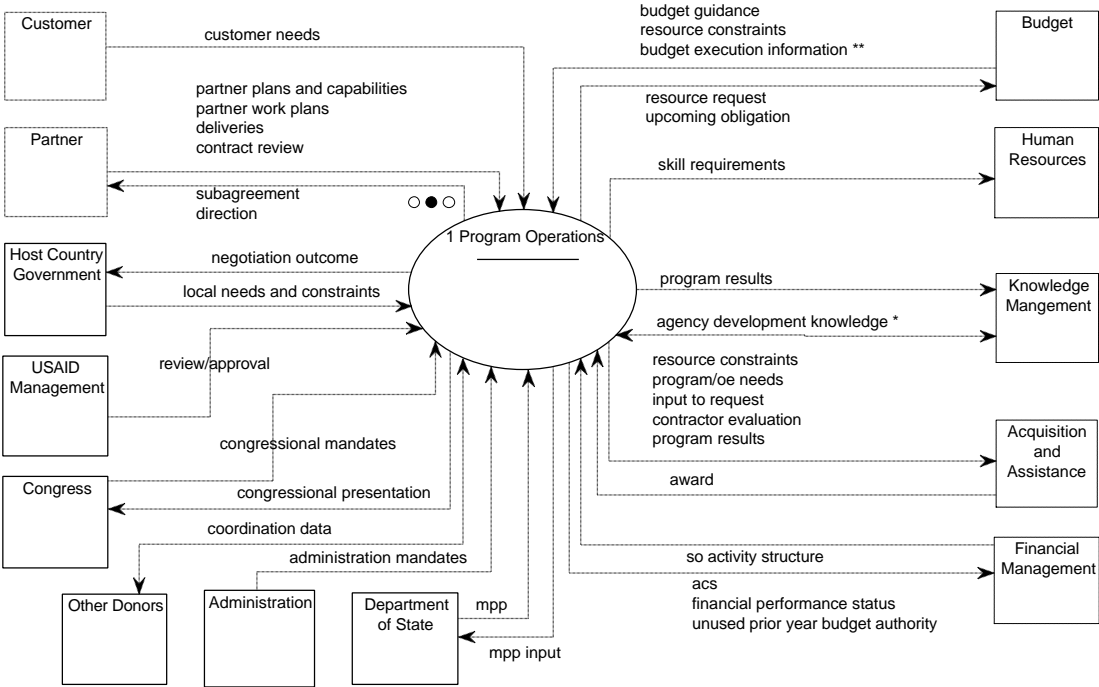 Customer
customer needs
budget guidance
resource constraints
budget execution information **
Budget
partner plans and capabilities
partner work plans
deliveries
contract review
resource request
upcoming obligation
Partner
Human
Resources
skill requirements
subagreement
direction
1 Program Operations
Host Country
Government
negotiation outcome
local needs and constraints
program results
Knowledge
Mangement
agency development knowledge *
USAID
Management
review/approval
resource constraints
program/oe needs
input to request
contractor evaluation
program results
Acquisition
and
Assistance
award
congressional mandates
Congress
congressional presentation
coordination data
administration mandates
so activity structure
Financial
Management
acs
financial performance status
unused prior year budget authority
Other Donors
Administration
Department
of State
mpp
mpp input